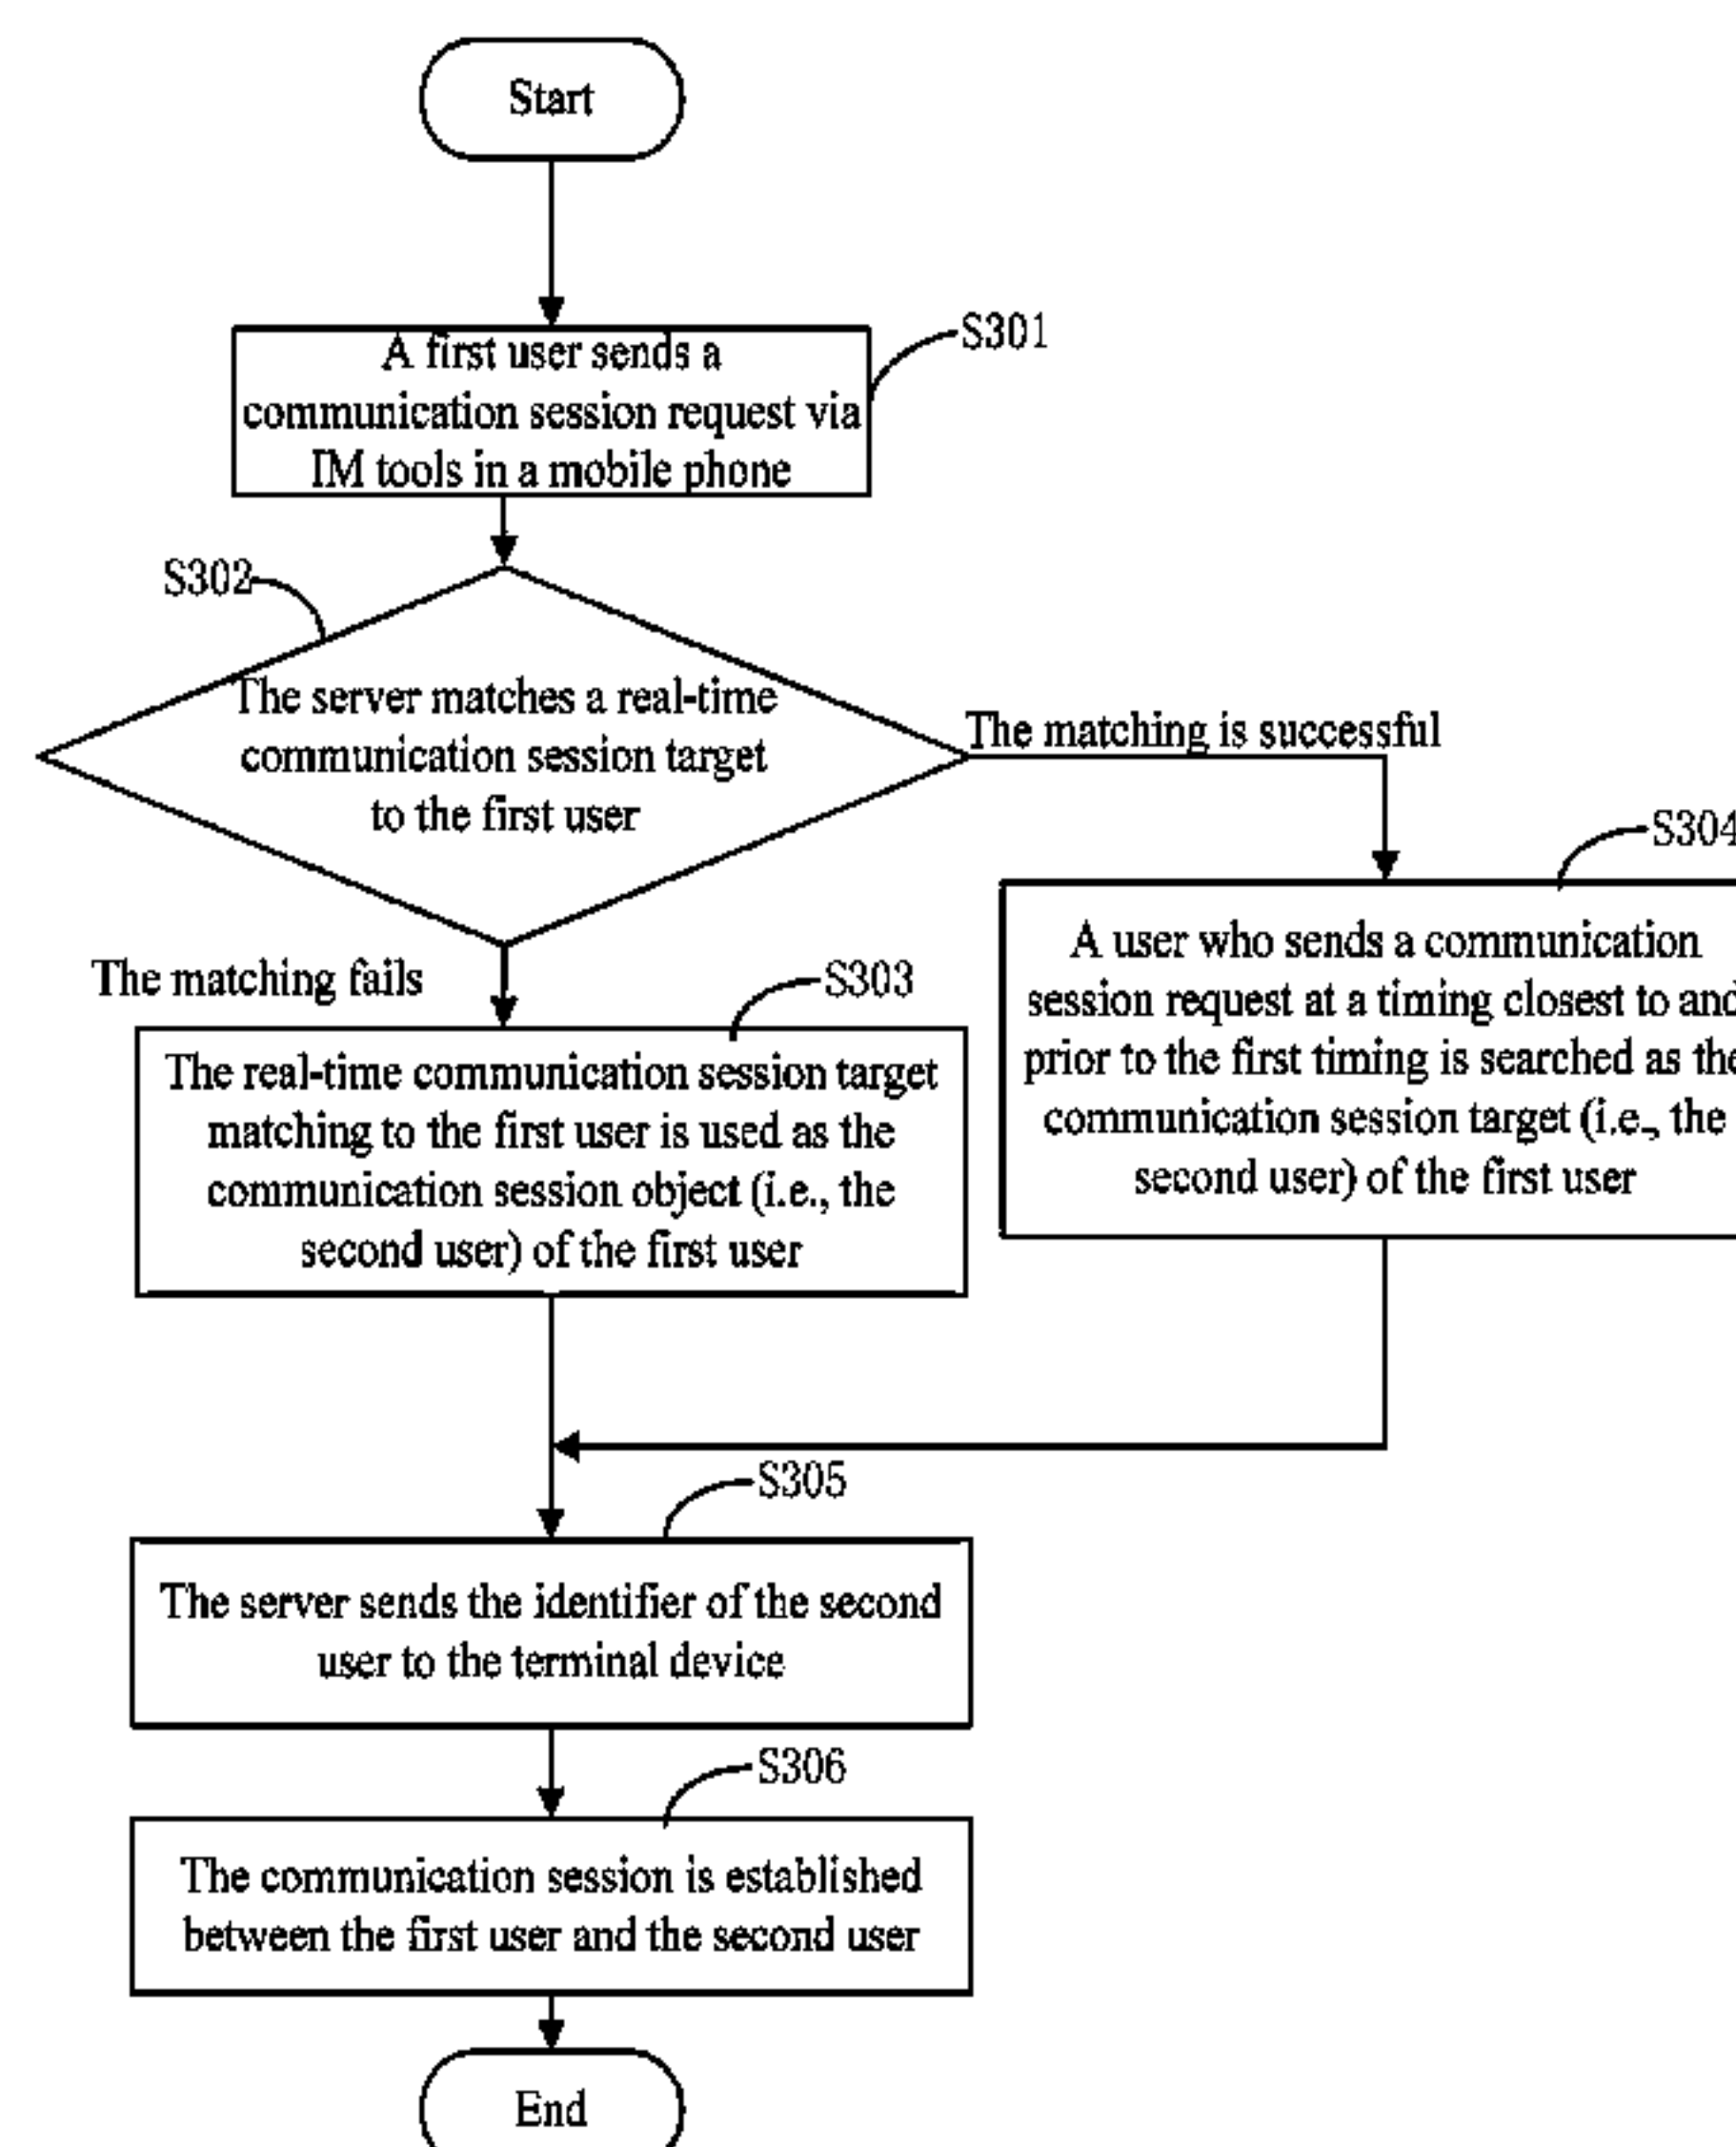 Start
S301
A first user sends a
communication session request via
IM tools in a mobile phone
S302
The server matches a real-time
communication session target
to the first user
The matching is successful
The matching fails
S303
The real-time communication session target
matching to the first user is used as the
communication session object (i.e., the
second user) of the first user
S304
A user who sends a communication
session request at a timing closest to and
prior to the first timing is searched as the
communication session target (i.e., the
second user) of the first user
S305
The server sends the identifier of the second
user to the terminal device
S306
The communication session is established
between the first user and the second user
End